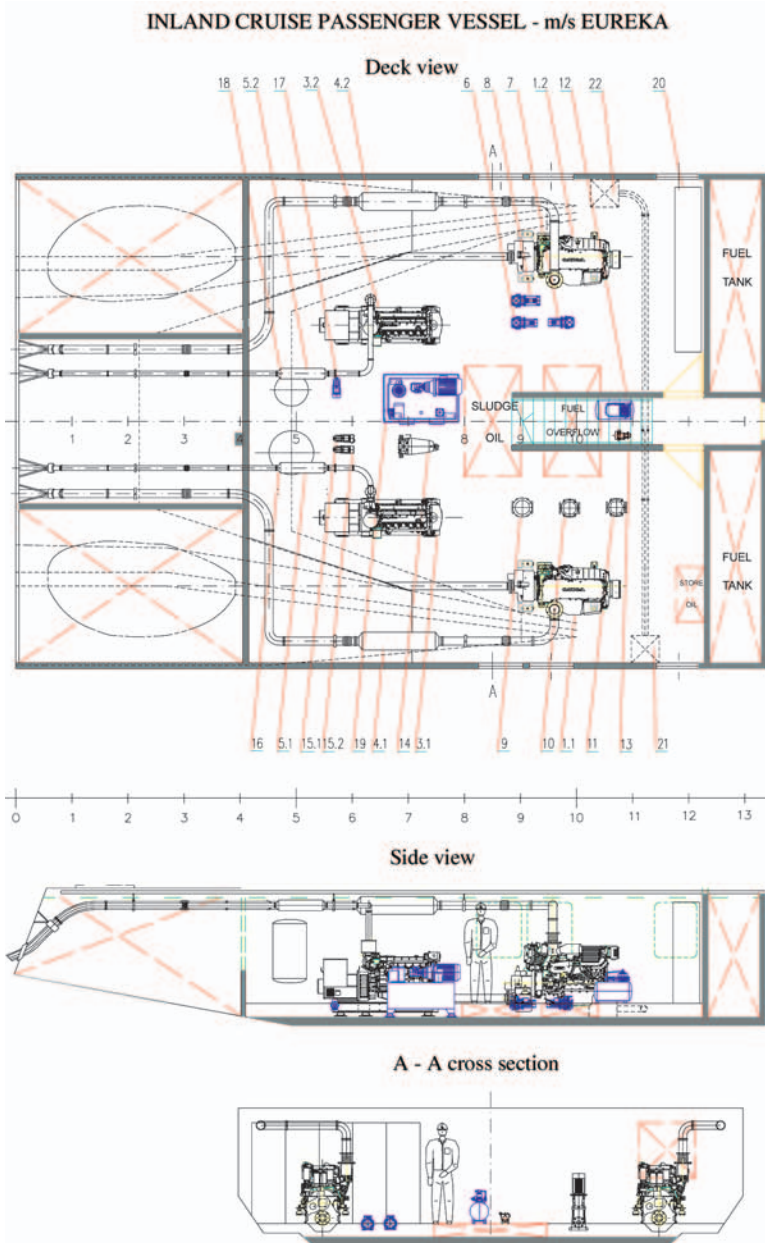 INLAND CRUISE PASSENGER VESSEL - m/s EUREKA
Deck view
18 5.2 17 3.2 4.2 6 8 7 1.2 12 22 20
A
FUEL
TANK
SLUDGE
OIL
FUEL
OVERFLOW
1 2 3 5 8 9 10 11 12 13
STORE
OIL
FUEL
TANK
A
16 5.1 15.1 15.2 19 4.1 14 3.1 9 10 1.1 11 13 21
0 1 2 3 4 5 6 7 8 9 10 11 12 13
Side view
A - A cross section